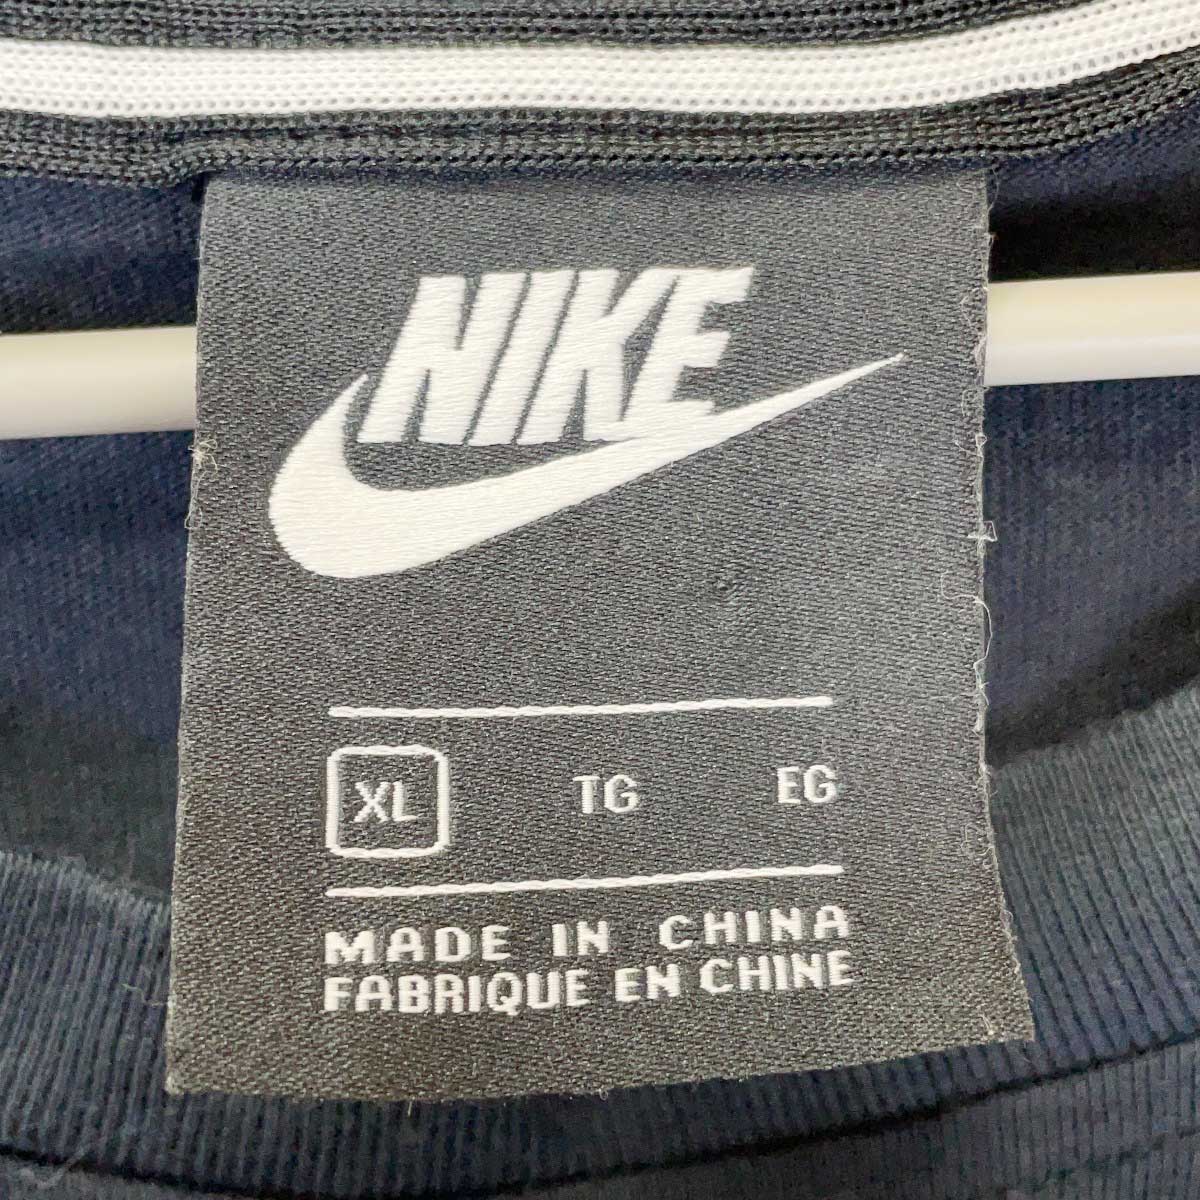 NIKE
XL TG EG
MADE IN CHINA
FABRIQUE EN CHINE